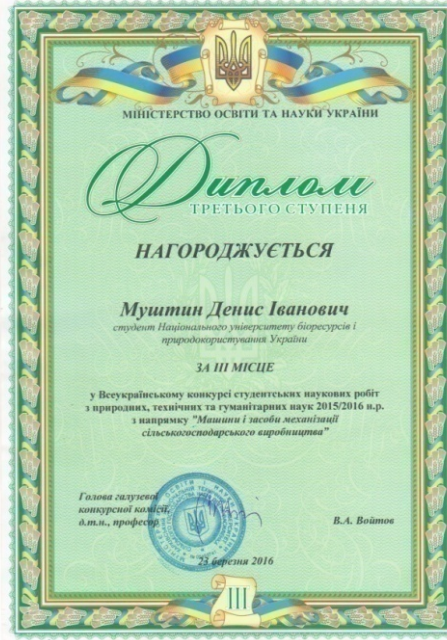 МІНІСТЕРСТВО ОСВІТИ ТА НАУКИ УКРАЇНИ
Диплом
ТРЕТЬОГО СТУПЕНЯ
НАГОРОДЖУЄТЬСЯ
Муштин Денис Іванович
студент Національного університету біоресурсів і
природокористування України
ЗА ІІІ МІСЦЕ
у Всеукраїнському конкурсі студентських наукових робіт
з природних, технічних та гуманітарних наук 2015/2016 н.р.
з напрямку "Машини і засоби механізації
сільськогосподарського виробництва"
Голова галузевої
конкурсної комісії,
д.т.н., професор
В.А. Войтов
23 березня 2016
III